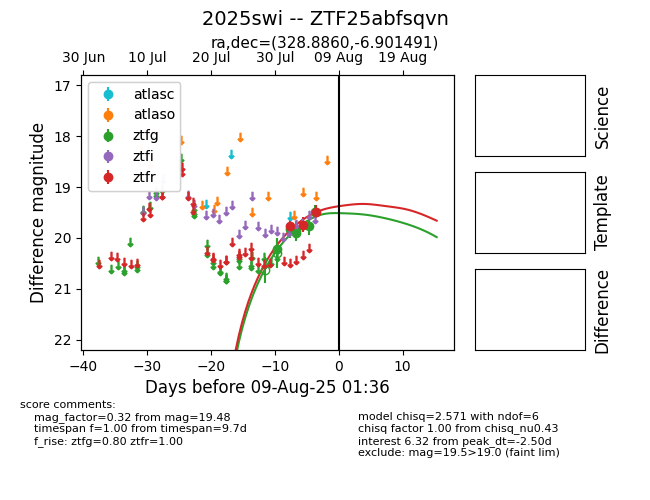 2025swi -- ZTF25abfsqvn
ra,dec=(328.8860,-6.901491)
30 Jun 10 Jul 20 Jul 30 Jul 09 Aug 19 Aug
atlasc
atlaso
ztfg
ztfi
ztfr
17
18
19
20
21
22
Difference magnitude
−40 −30 −20 −10 0 10
Days before 09-Aug-25 01:36
Science
Template
Difference
score comments:
mag_factor=0.32 from mag=19.48
timespan f=1.00 from timespan=9.7d
f_rise: ztfg=0.80 ztfr=1.00
model chisq=2.571 with ndof=6
chisq factor 1.00 from chisq_nu0.43
interest 6.32 from peak_dt=-2.50d
exclude: mag=19.5>19.0 (faint lim)